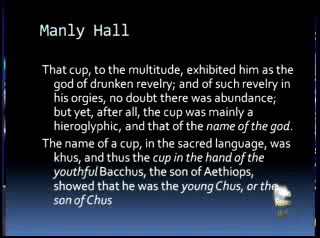 Manly Hall
That cup, to the multitude, exhibited him as the
god of drunken revelry; and of such revelry in
his orgies, no doubt there was abundance;
but yet, after all, the cup was mainly a
hieroglyphic, and that of the name of the god.
The name of a cup, in the sacred language, was
khus, and thus the cup in the hand of the
youthful Bacchus, the son of Aethiops,
showed that he was the young Chus, or the
son of Chus